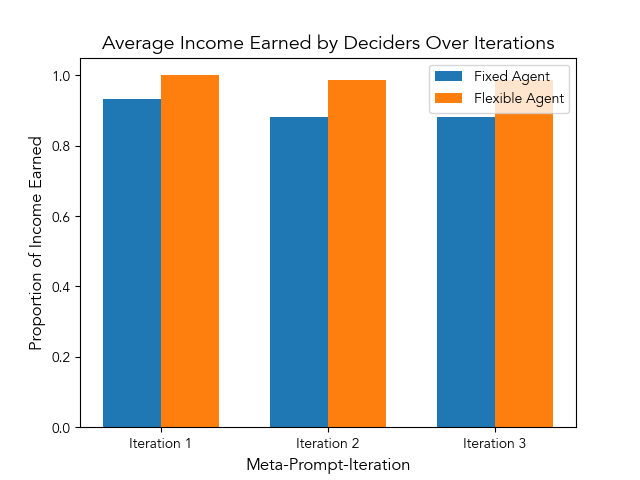 Average Income Earned by Deciders Over Iterations
Fixed Agent
Flexible Agent
Proportion of Income Earned
1.0
0.8
0.6
0.4
0.2
0.0
Iteration 1
Iteration 2
Iteration 3
Meta-Prompt-Iteration